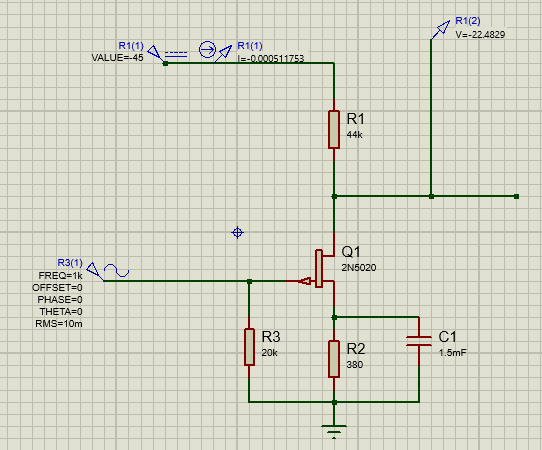 R1(2)
V=-22.4829
R1(1)
VALUE=-45
R1(1)
I=-0.000511753
R1
44k
Q1
2N5020
R3(1)
FREQ=1k
OFFSET=0
PHASE=0
THETA=0
RMS=10m
R3
20k
R2
380
C1
1.5mF